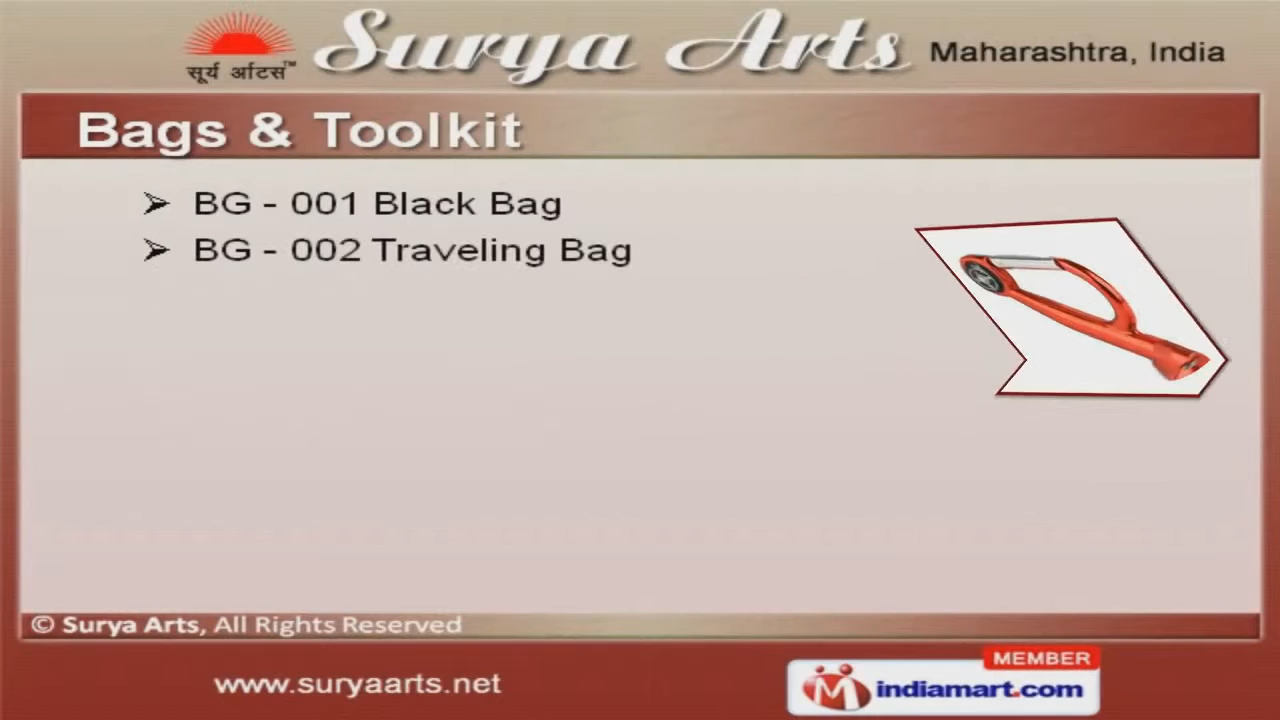 Surya Arts
Maharashtra, India
सूर्य आंटस™
Bags & Toolkit
➢ BG - 001 Black Bag
➢ BG - 002 Traveling Bag
© Surya Arts, All Rights Reserved
www.suryaarts.net
MEMBER
indiamart.com